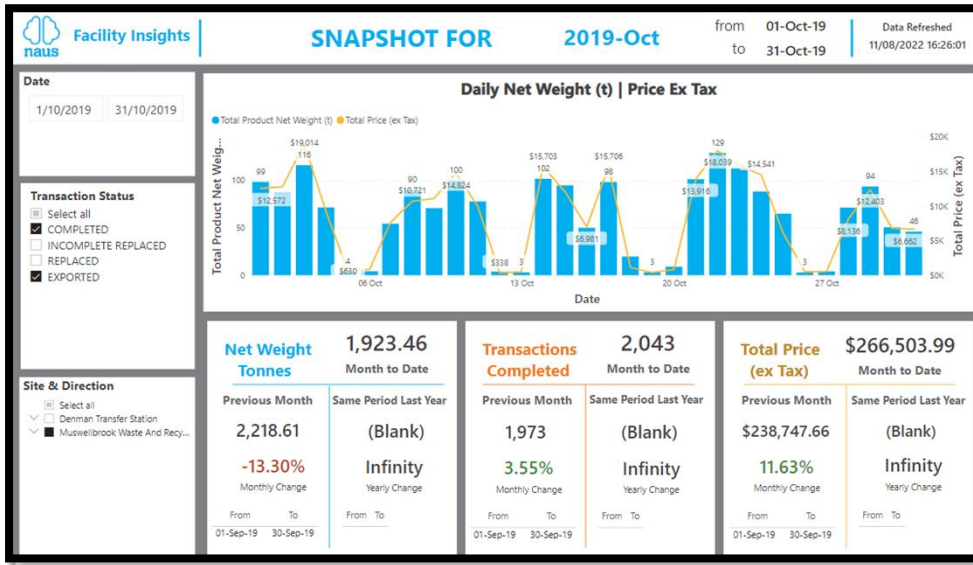 naus
Facility Insights
SNAPSHOT FOR 2019-Oct
from 01-Oct-19
to 31-Oct-19
Data Refreshed
11/08/2022 16:26:01
Date
1/10/2019 31/10/2019
Transaction Status
Select all
COMPLETED
INCOMPLETE REPLACED
REPLACED
EXPORTED
Site & Direction
Select all
Denman Transfer Station
Muswellbrook Waste And Recy...
Daily Net Weight (t) | Price Ex Tax
Total Product Net Weight (t) Total Price (ex Tax)
Total Product Net Weig...
100
50
0
99
$12,572
$19,014
116
4
$630
90
$10,721
100
$14,824
$338
3
$15,703
102
$6,981
$15,706
98
3
$13,916
129
$18,039
$14,541
3
$8,136
94
$12,403
46
$6,662
$20K
$15K
$10K
$5K
$0K
Total Price (ex Tax)
06 Oct 13 Oct 20 Oct 27 Oct
Date
Net Weight
Tonnes
1,923.46
Month to Date
Previous Month Same Period Last Year
2,218.61 (Blank)
-13.30% Infinity
Monthly Change Yearly Change
From To From To
01-Sep-19 30-Sep-19
Transactions
Completed
2,043
Month to Date
Previous Month Same Period Last Year
1,973 (Blank)
3.55% Infinity
Monthly Change Yearly Change
From To From To
01-Sep-19 30-Sep-19
Total Price
(ex Tax)
$266,503.99
Month to Date
Previous Month Same Period Last Year
$238,747.66 (Blank)
11.63% Infinity
Monthly Change Yearly Change
From To From To
01-Sep-19 30-Sep-19